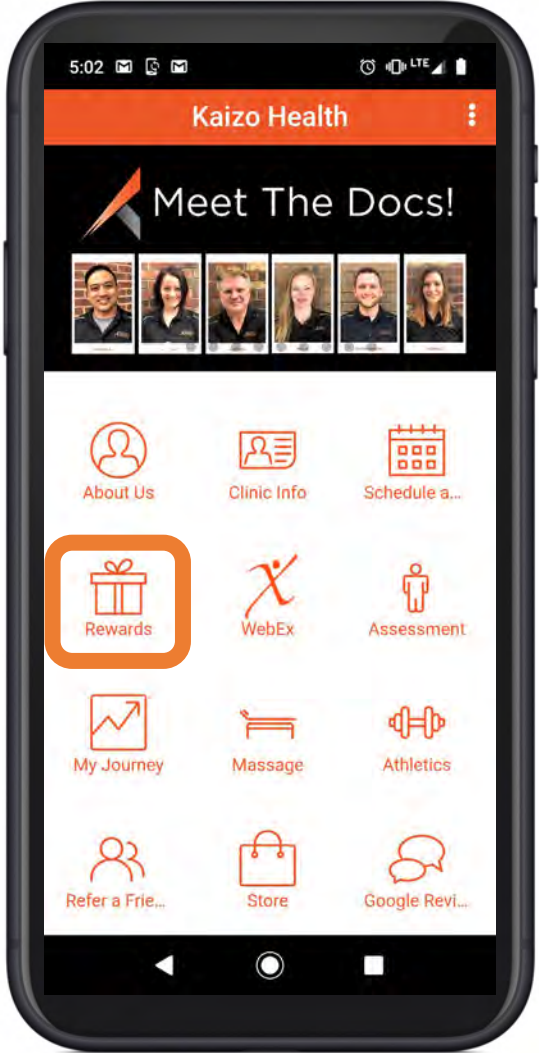 5:02
LTE
Kaizo Health
Meet The Docs!
About Us
Clinic Info
Schedule a...
Rewards
WebEx
Assessment
My Journey
Massage
Athletics
Refer a Frie...
Store
Google Revi...